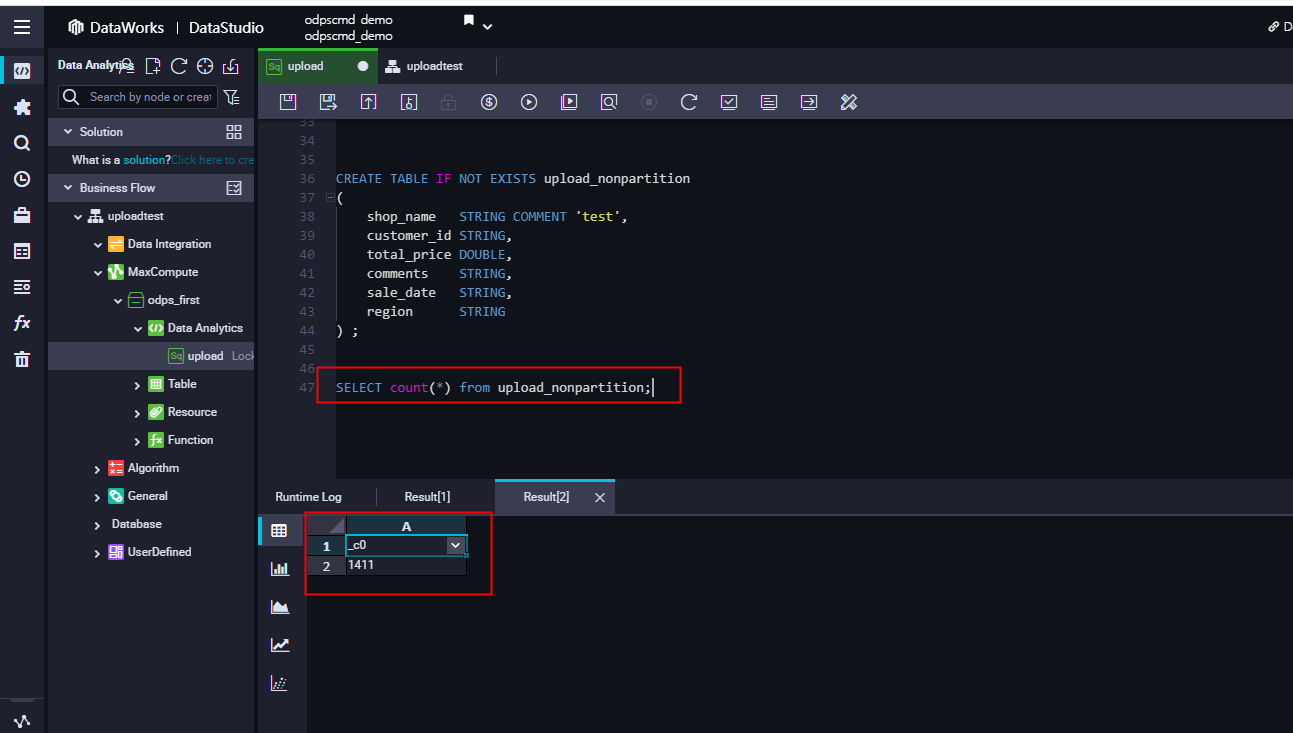 DataWorks | DataStudio
odpscmd_demo
odpscmd_demo
Data Analytics
Search by node or creat
Solution
What is a solution?Click here to cre
Business Flow
uploadtest
Data Integration
MaxCompute
odps_first
Data Analytics
Sq upload Lock
Table
Resource
Function
Algorithm
General
Database
UserDefined
Sq upload
uploadtest
33
34
35
36 CREATE TABLE IF NOT EXISTS upload_nonpartition
37 (
38 shop_name STRING COMMENT 'test',
39 customer_id STRING,
40 total_price DOUBLE,
41 comments STRING,
42 sale_date STRING,
43 region STRING
44 ) ;
45
46
47 SELECT count(*) from upload_nonpartition;
Runtime Log
Result[1]
Result[2]
A
1 _c0
2 1411